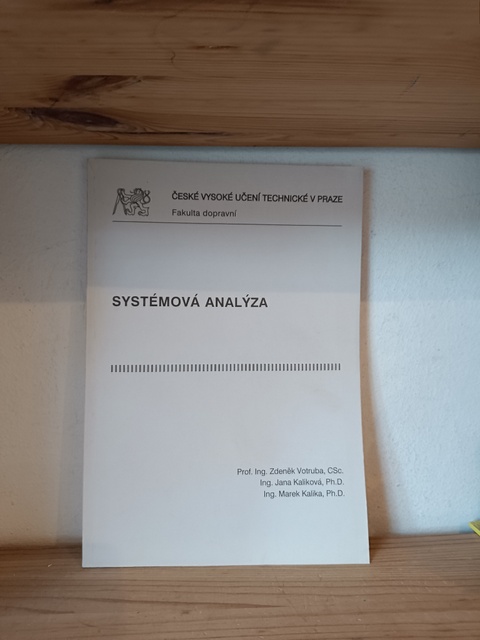 ČESKÉ VYSOKÉ UČENÍ TECHNICKÉ V PRAZE
Fakulta dopravní
SYSTÉMOVÁ ANALÝZA
Prof. Ing. Zdeněk Votruba, CSc.
Ing. Jana Kaliková, Ph.D.
Ing. Marek Kalika, Ph.D.